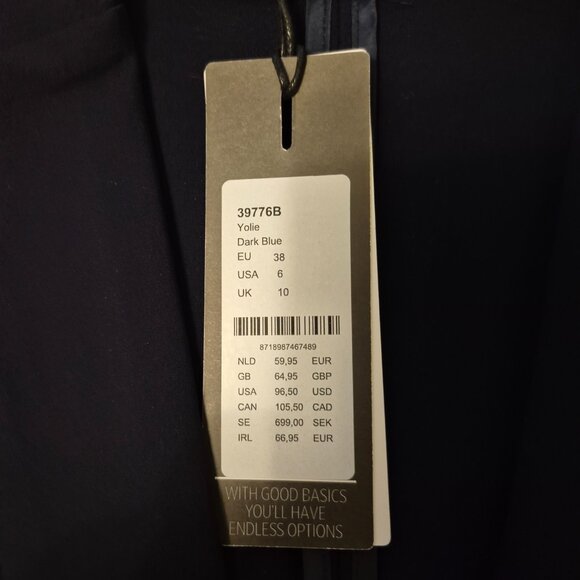 39776B
Yolie
Dark Blue
EU 38
USA 6
UK 10
8718987467489
NLD 59,95 EUR
GB 64,95 GBP
USA 96,50 USD
CAN 105,50 CAD
SE 699,00 SEK
IRL 66,95 EUR
WITH GOOD BASICS
YOU'LL HAVE
ENDLESS OPTIONS